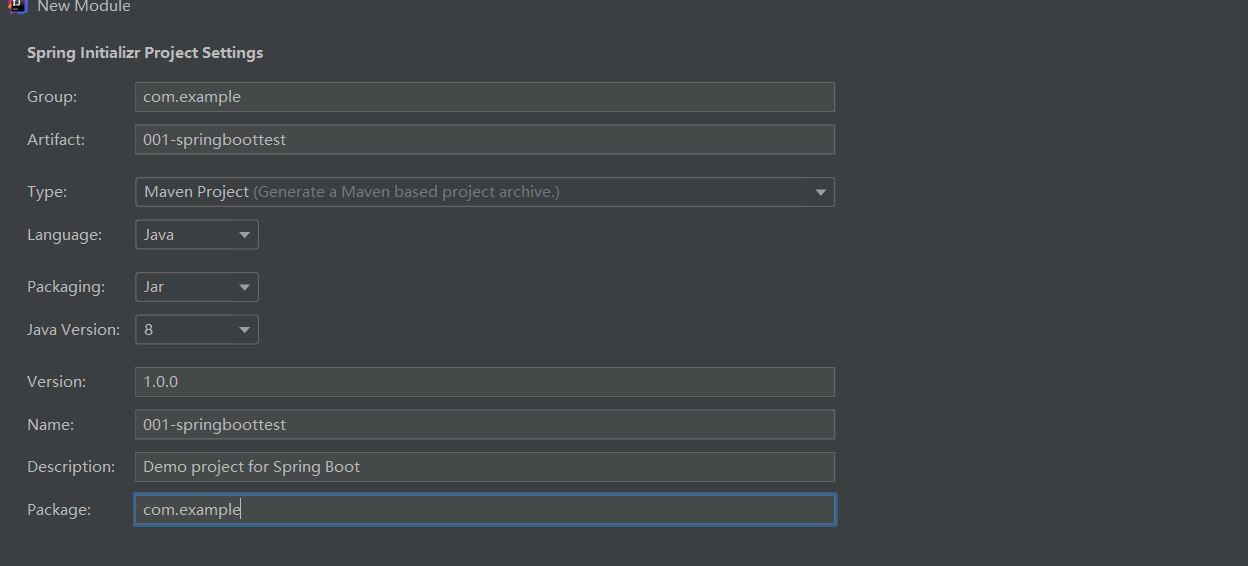 New Module
Spring Initializr Project Settings
Group: com.example
Artifact: 001-springboottest
Type: Maven Project (Generate a Maven based project archive.)
Language: Java
Packaging: Jar
Java Version: 8
Version: 1.0.0
Name: 001-springboottest
Description: Demo project for Spring Boot
Package: com.example